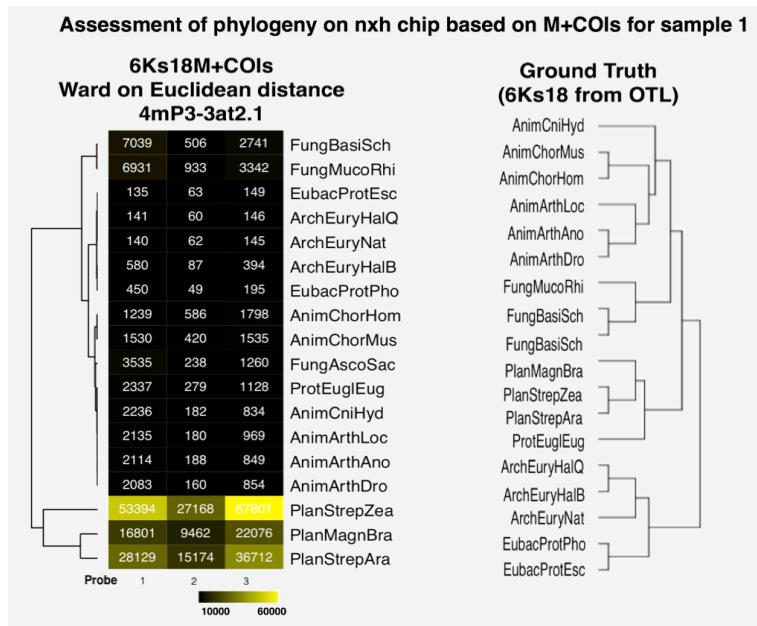 Assessment of phylogeny on nxh chip based on M+COIs for sample 1
6Ks18M+COIs
Ward on Euclidean distance
4mP3-3at2.1
7039 506 2741 FungBasiSch
6931 933 3342 FungMucoRhi
135 63 149 EubacProtEsc
141 60 146 ArchEuryHalQ
140 62 145 ArchEuryNat
580 87 394 ArchEuryHalB
450 49 195 EubacProtPho
1239 586 1798 AnimChorHom
1530 420 1535 AnimChorMus
3535 238 1260 FungAscoSac
2337 279 1128 ProtEuglEug
2236 182 834 AnimCniHyd
2135 180 969 AnimArthLoc
2114 188 849 AnimArthAno
2083 160 854 AnimArthDro
53394 27168 67801 PlanStrepZea
16801 9462 22076 PlanMagnBra
28129 15174 36712 PlanStrepAra
Probe 1 2 3
10000 60000
Ground Truth
(6Ks18 from OTL)
AnimCniHyd
AnimChorMus
AnimChorHom
AnimArthLoc
AnimArthAno
AnimArthDro
FungMucoRhi
FungBasiSch
FungBasiSch
PlanMagnBra
PlanStrepZea
PlanStrepAra
ProtEuglEug
ArchEuryHalQ
ArchEuryHalB
ArchEuryNat
EubacProtPho
EubacProtEsc